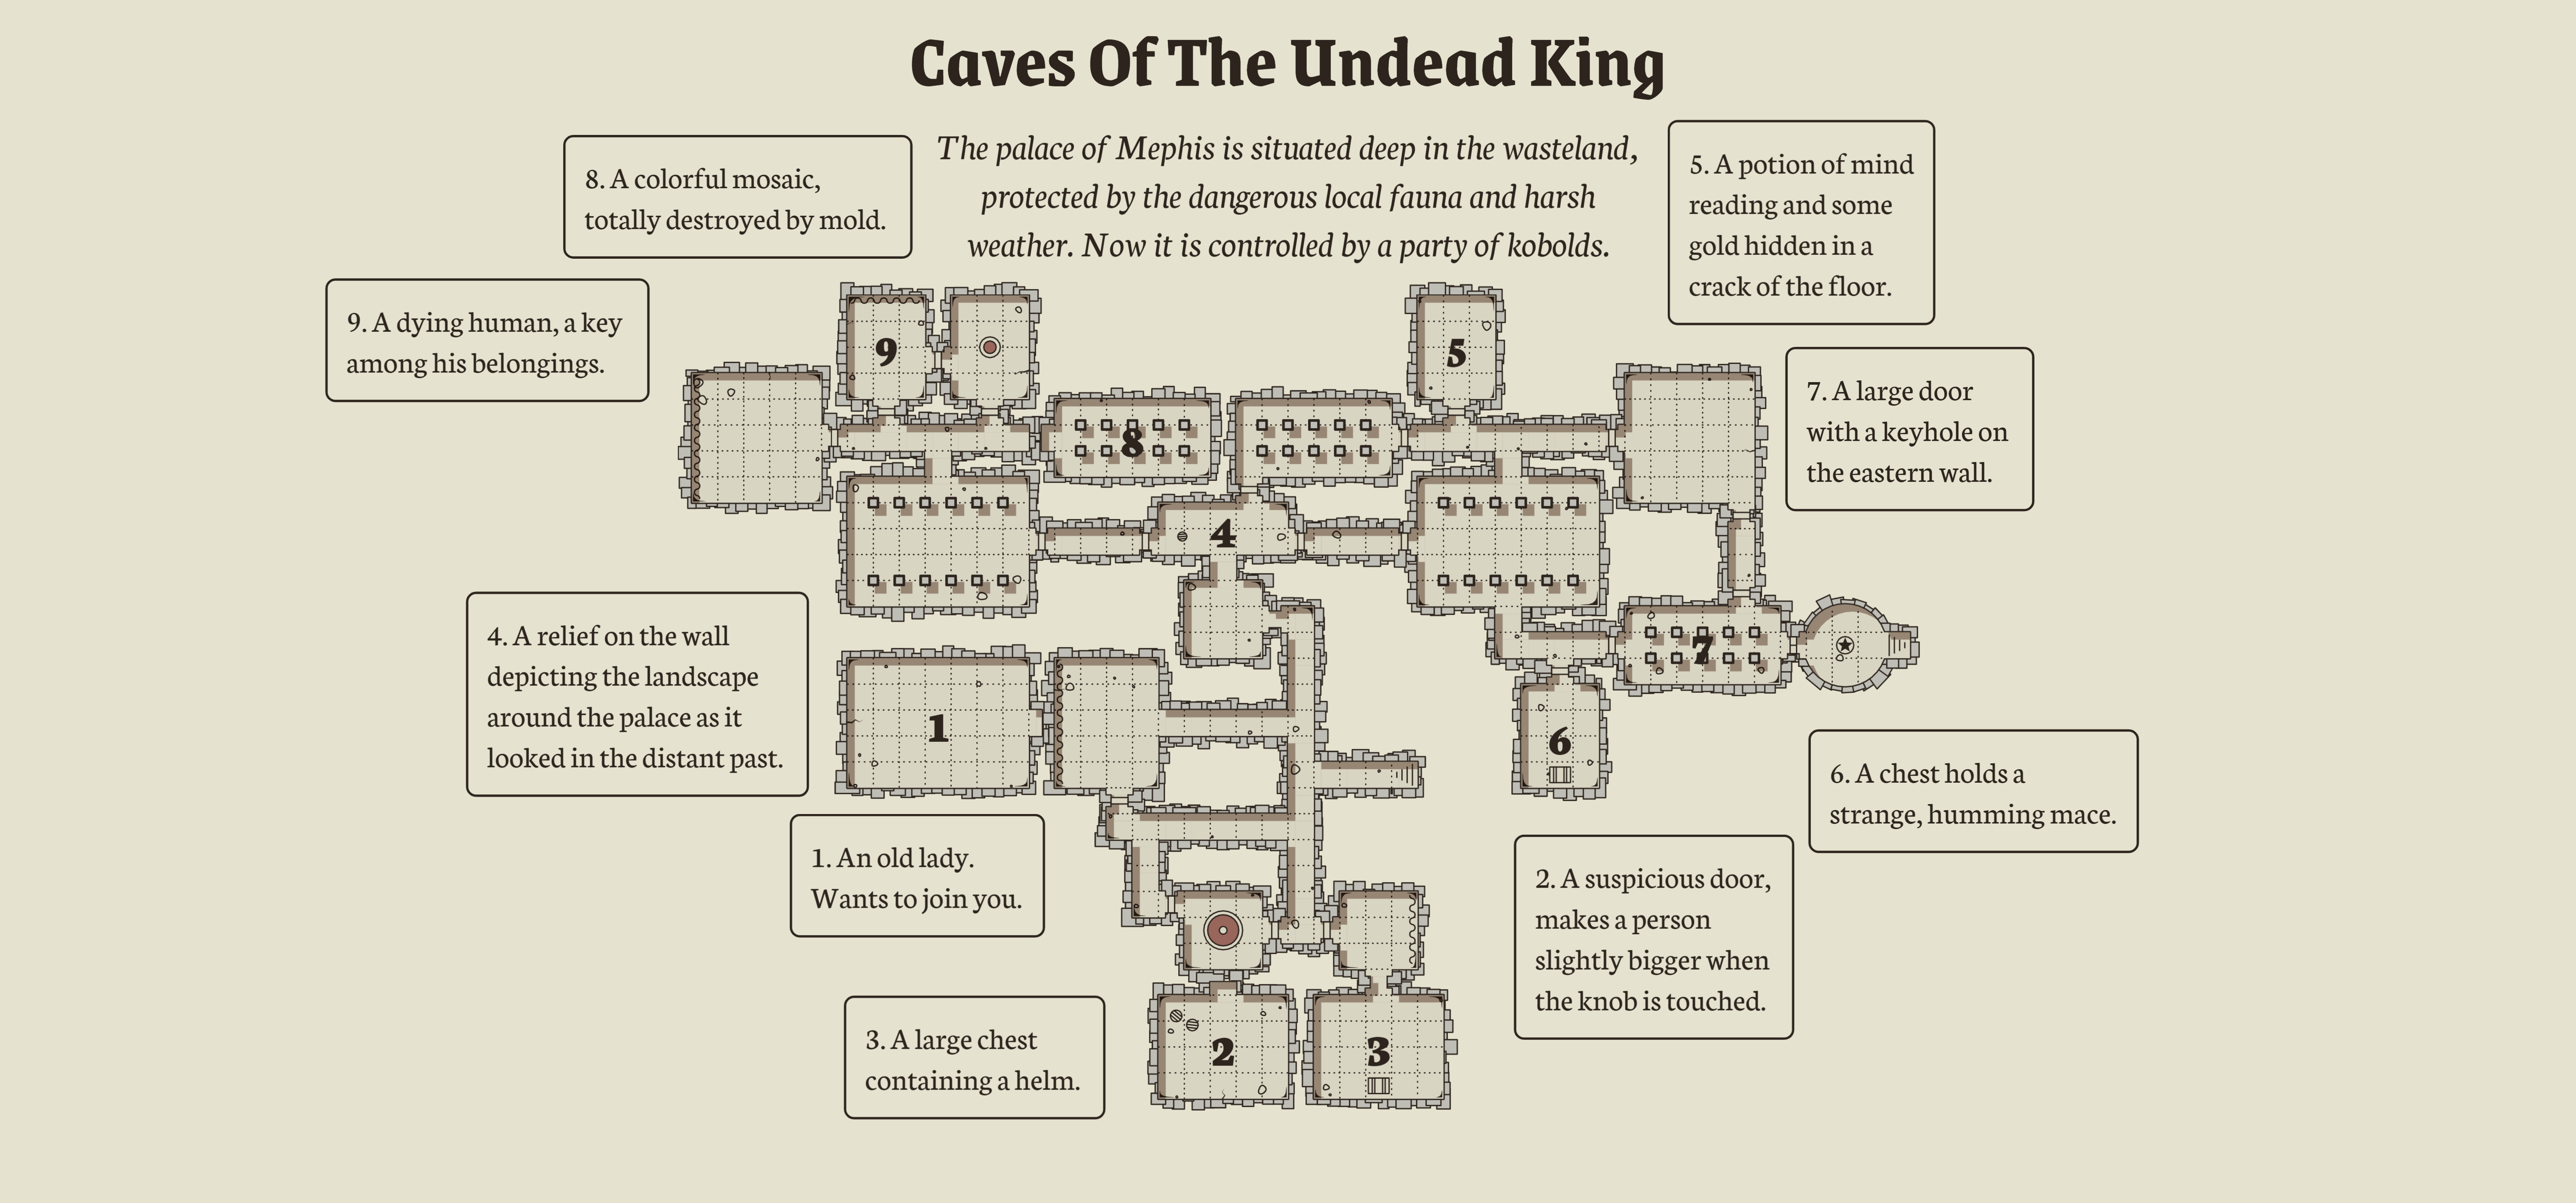 Caves Of The Undead King
The palace of Mephis is situated deep in the wasteland,
protected by the dangerous local fauna and harsh
weather. Now it is controlled by a party of kobolds.
8. A colorful mosaic,
totally destroyed by mold.
5. A potion of mind
reading and some
gold hidden in a
crack of the floor.
9. A dying human, a key
among his belongings.
7. A large door
with a keyhole on
the eastern wall.
4. A relief on the wall
depicting the landscape
around the palace as it
looked in the distant past.
6. A chest holds a
strange, humming mace.
1. An old lady.
Wants to join you.
2. A suspicious door,
makes a person
slightly bigger when
the knob is touched.
3. A large chest
containing a helm.
9
5
8
4
7
1
6
2
3